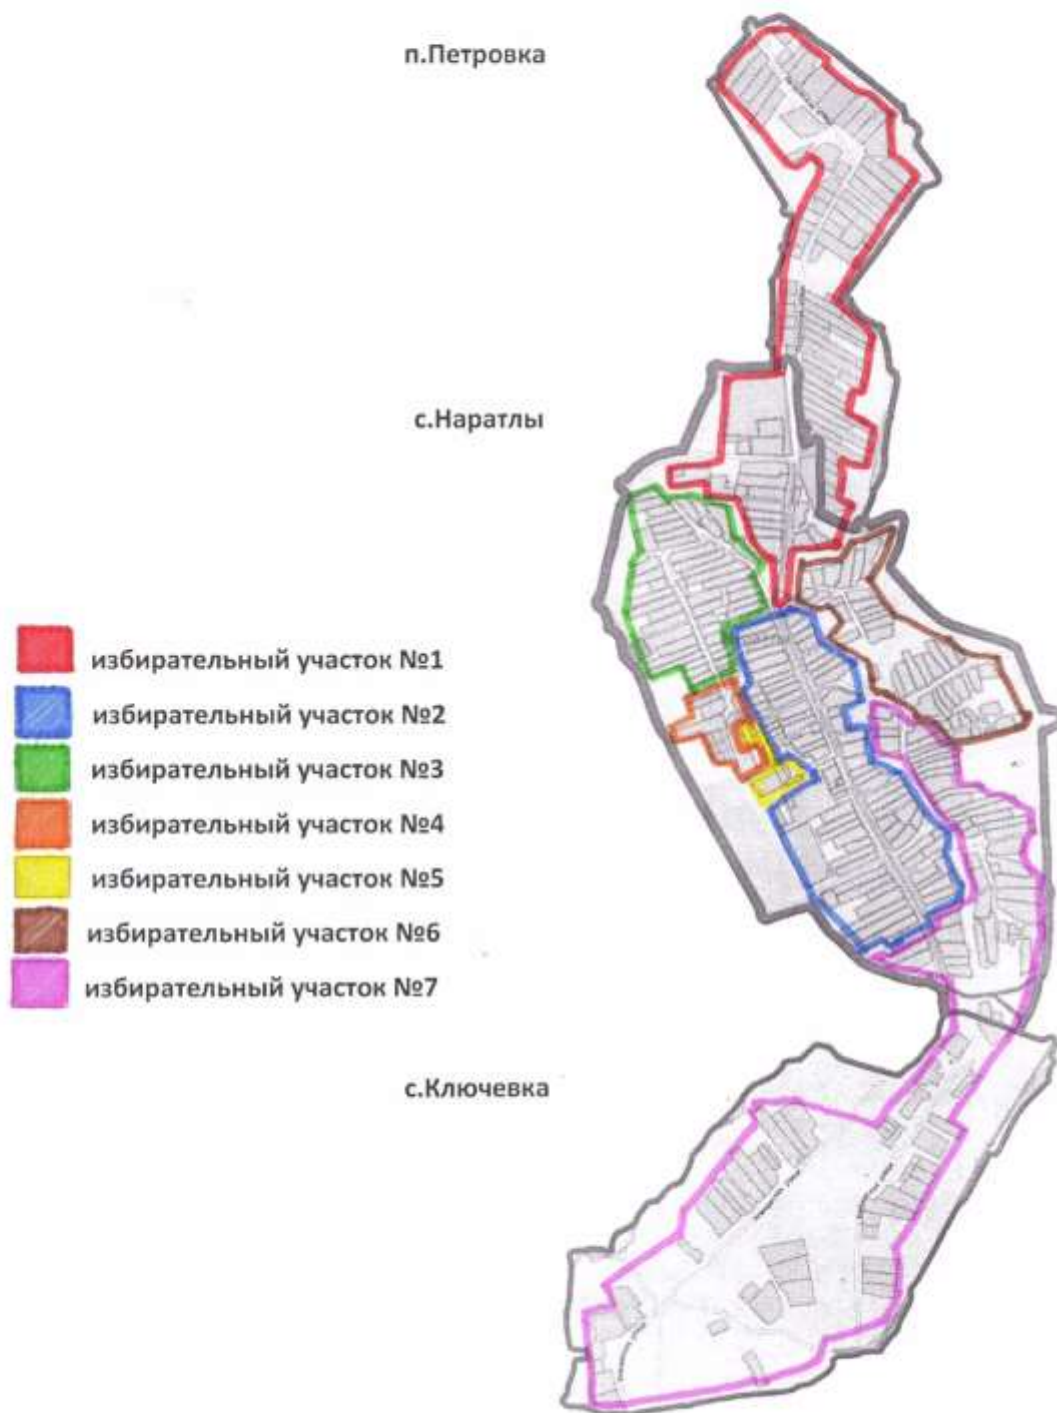 п.Петровка
с.Наратлы
избирательный участок №1
избирательный участок №2
избирательный участок №3
избирательный участок №4
избирательный участок №5
избирательный участок №6
избирательный участок №7
с.Ключевка